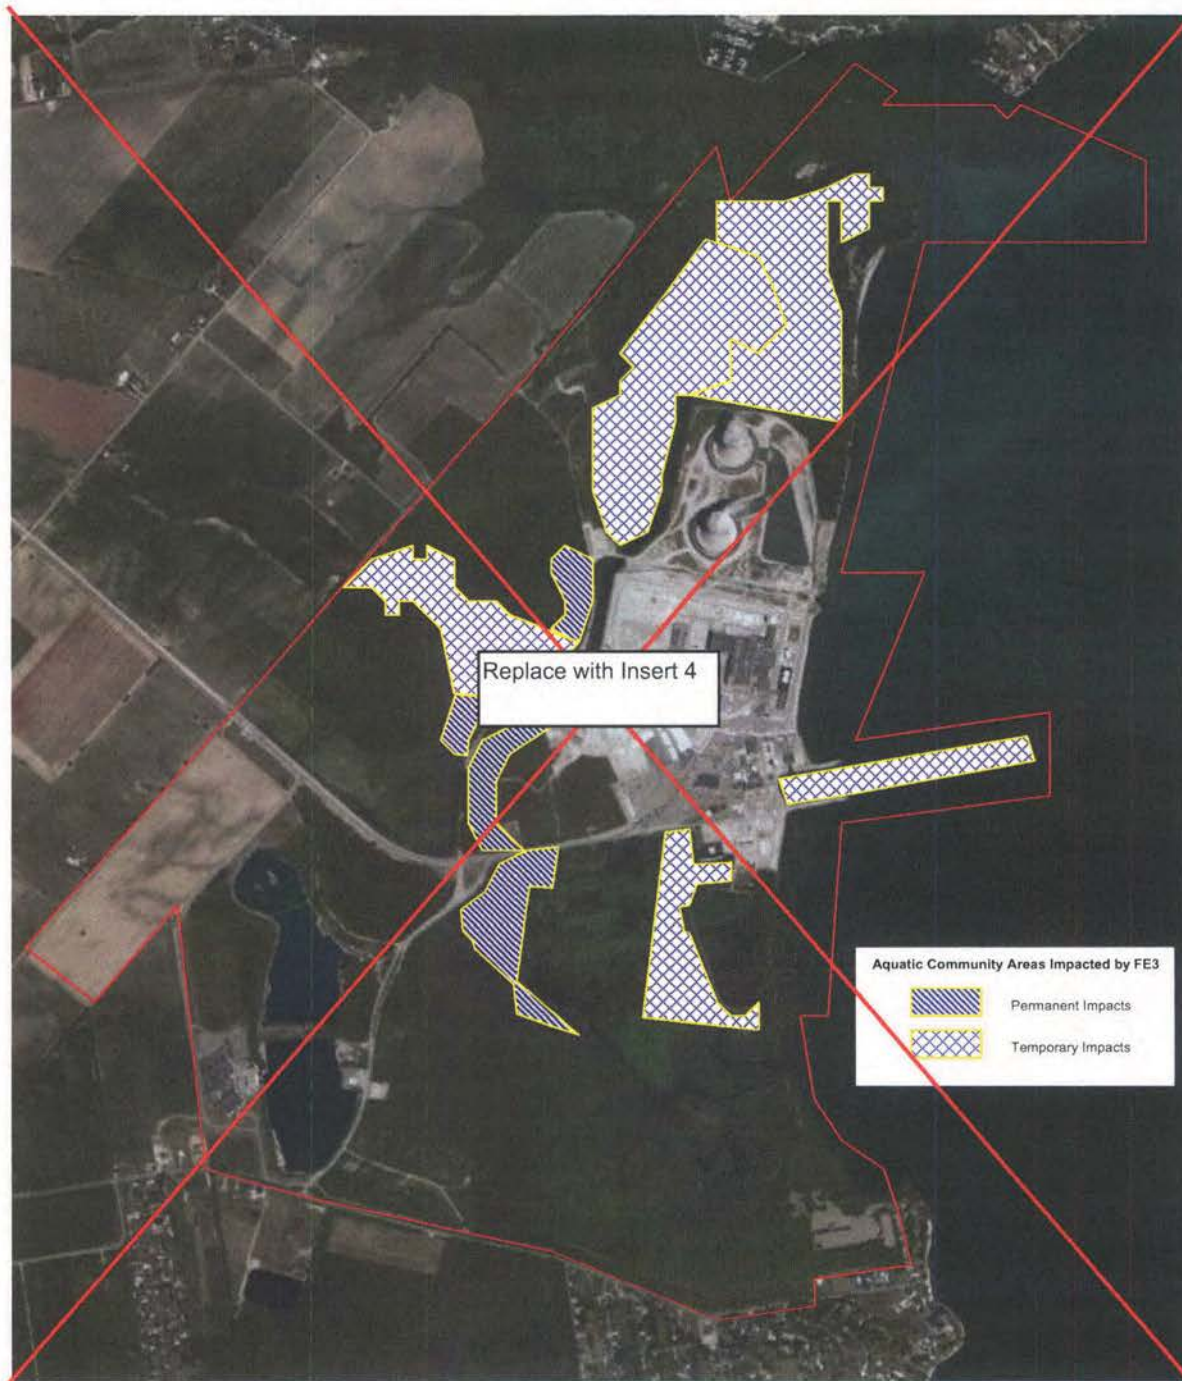 Replace with Insert 4
Aquatic Community Areas Impacted by FE3
Permanent Impacts
Temporary Impacts